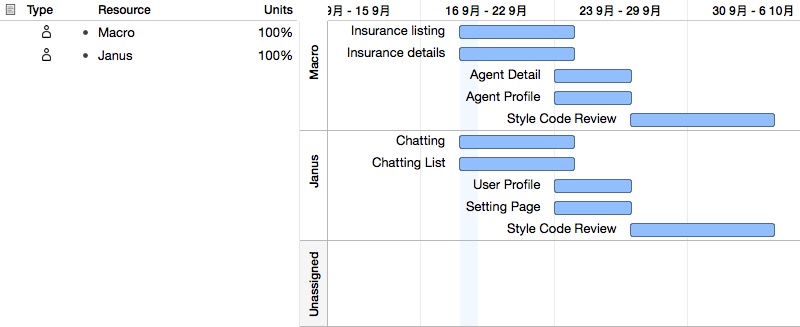 Type Resource Units 9月 - 15 9月 16 9月 - 22 9月 23 9月 - 29 9月 30 9月 - 6 10月
Macro 100%
Janus 100%
Macro
Insurance listing
Insurance details
Agent Detail
Agent Profile
Style Code Review
Janus
Chatting
Chatting List
User Profile
Setting Page
Style Code Review
Unassigned